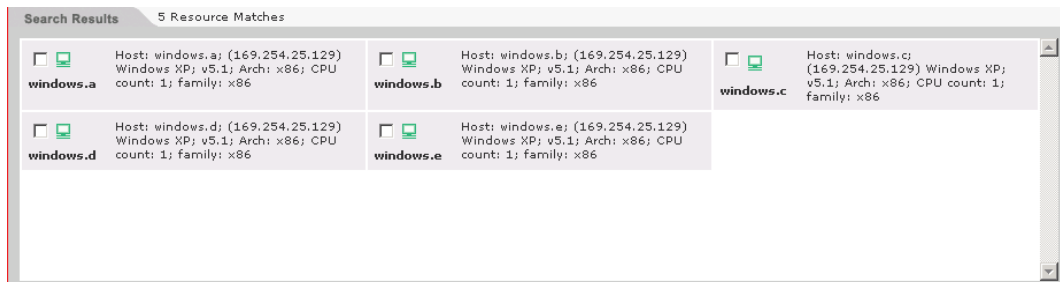 Search Results
5 Resource Matches
windows.a
Host: windows.a; (169.254.25.129)
Windows XP; v5.1; Arch: x86; CPU
count: 1; family: x86
windows.b
Host: windows.b; (169.254.25.129)
Windows XP; v5.1; Arch: x86; CPU
count: 1; family: x86
windows.c
Host: windows.c;
(169.254.25.129) Windows XP;
v5.1; Arch: x86; CPU count: 1;
family: x86
windows.d
Host: windows.d; (169.254.25.129)
Windows XP; v5.1; Arch: x86; CPU
count: 1; family: x86
windows.e
Host: windows.e; (169.254.25.129)
Windows XP; v5.1; Arch: x86; CPU
count: 1; family: x86